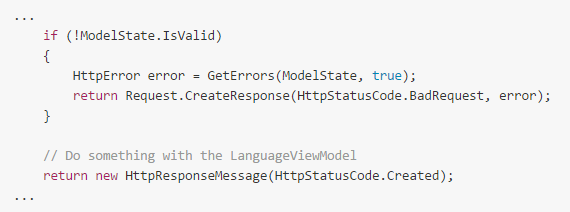 ...
    if (!ModelState.IsValid)
    {
        HttpError error = GetErrors(ModelState, true);
        return Request.CreateResponse(HttpStatusCode.BadRequest, error);
    }

    // Do something with the LanguageViewModel
    return new HttpResponseMessage(HttpStatusCode.Created);
...